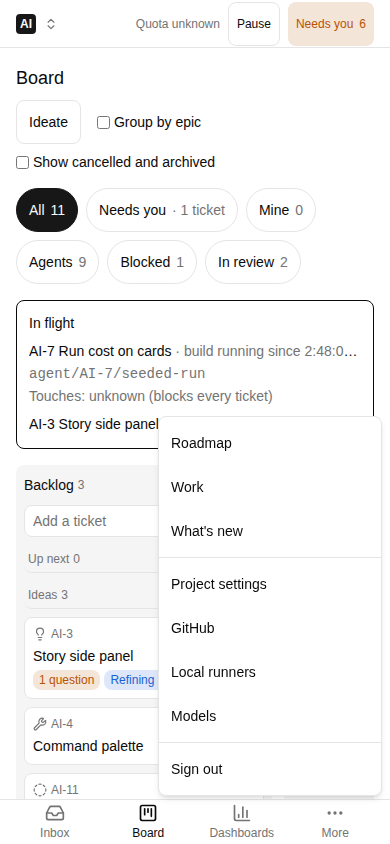 AI
Quota unknown
Pause
Needs you 6
Board
Ideate
Group by epic
Show cancelled and archived
All 11
Needs you · 1 ticket
Mine 0
Agents 9
Blocked 1
In review 2
In flight
AI-7 Run cost on cards · build running since 2:48:0…
agent/AI-7/seeded-run
Touches: unknown (blocks every ticket)
AI-3 Story side panel
Backlog 3
Add a ticket
Up next 0
Ideas 3
AI-3
Story side panel
1 question
Refining
AI-4
Command palette
AI-11
Roadmap
Work
What's new
Project settings
GitHub
Local runners
Models
Sign out
Inbox
Board
Dashboards
More